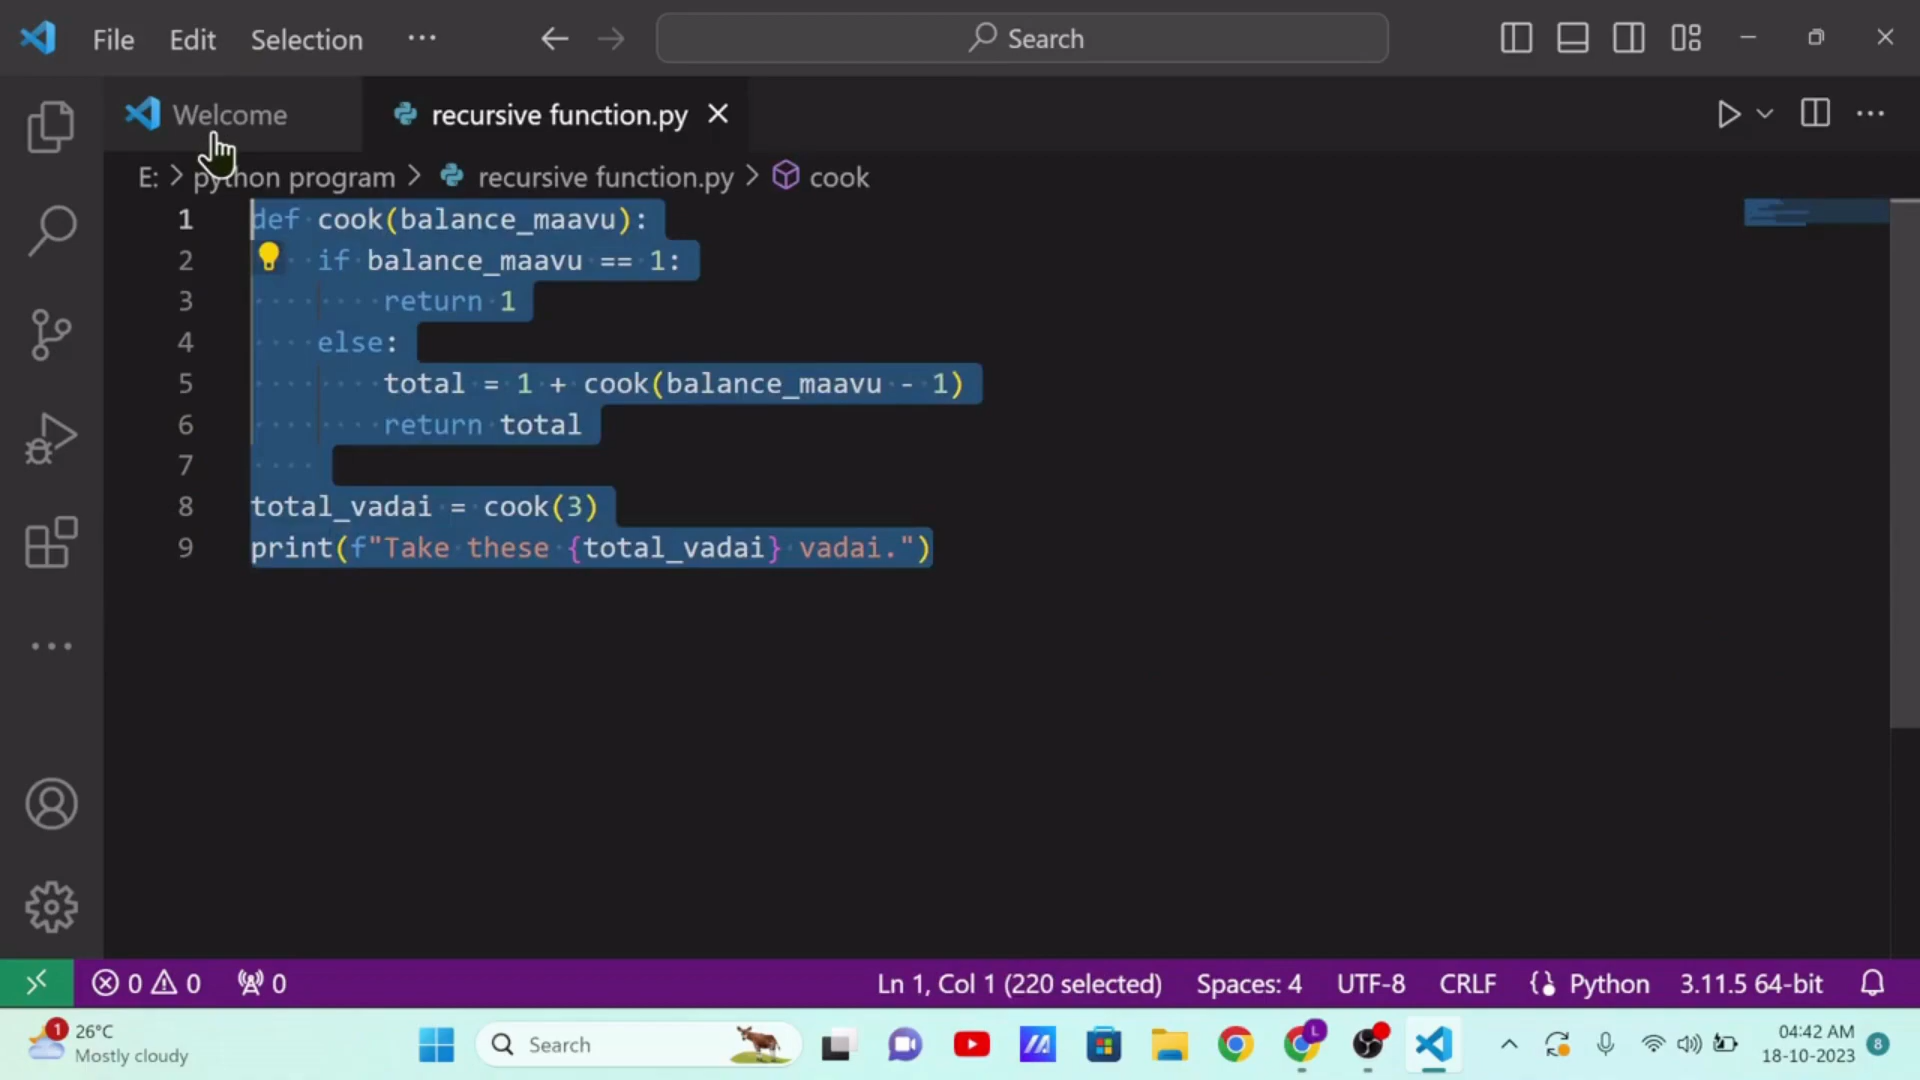 File Edit Selection ··· Search
Welcome recursive function.py
E: > python program > recursive function.py > cook
1 def cook(balance_maavu):
2 if balance_maavu == 1:
3 return 1
4 else:
5 total = 1 + cook(balance_maavu - 1)
6 return total
7
8 total_vadai = cook(3)
9 print(f"Take these {total_vadai} vadai.")
0 0 0 Ln 1, Col 1 (220 selected) Spaces: 4 UTF-8 CRLF Python 3.11.5 64-bit
1 26°C
Mostly cloudy
Search
L
04:42 AM
18-10-2023
8